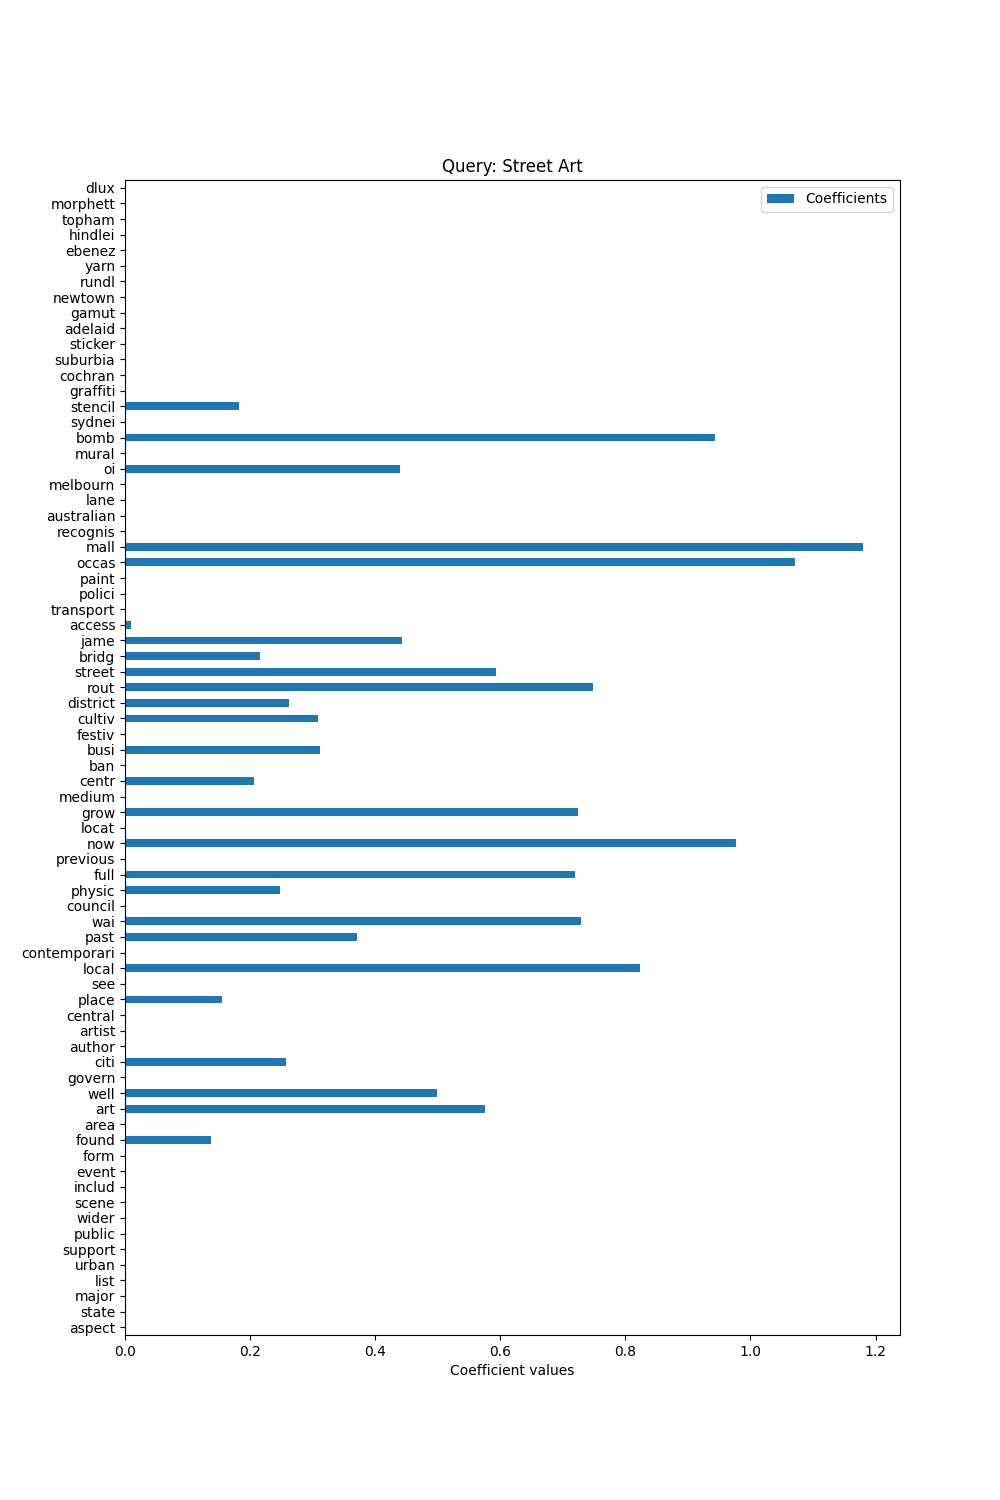 Query: Street Art
Coefficients
dlux
morphett
topham
hindlei
ebenez
yarn
rundl
newtown
gamut
adelaid
sticker
suburbia
cochran
graffiti
stencil
sydnei
bomb
mural
oi
melbourn
lane
australian
recognis
mall
occas
paint
polici
transport
access
jame
bridg
street
rout
district
cultiv
festiv
busi
ban
centr
medium
grow
locat
now
previous
full
physic
council
wai
past
contemporari
local
see
place
central
artist
author
citi
govern
well
art
area
found
form
event
includ
scene
wider
public
support
urban
list
major
state
aspect
0.0 0.2 0.4 0.6 0.8 1.0 1.2
Coefficient values